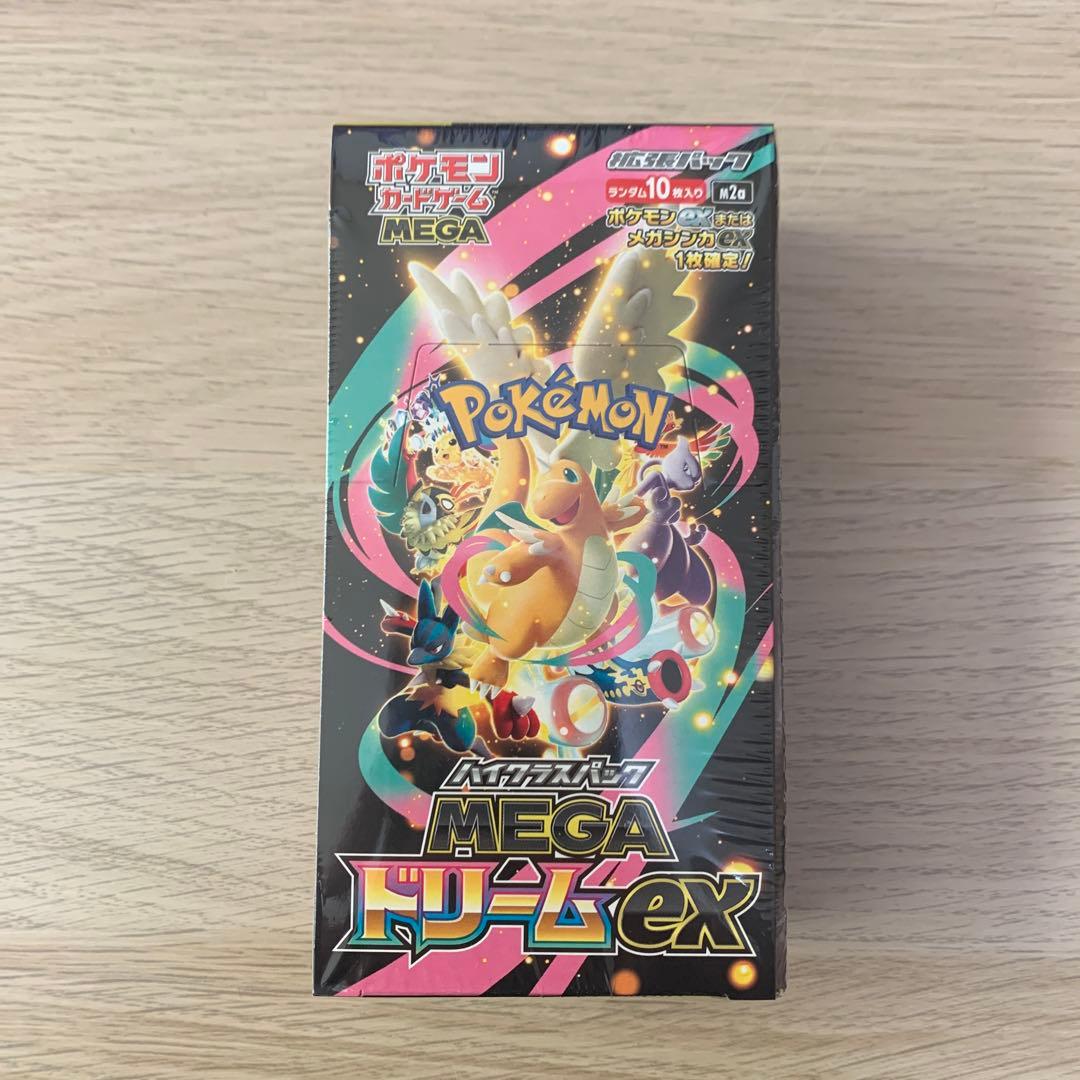 ポケモン
カードゲーム
MEGA
拡張パック
ランダム10枚入り M2a
ポケモンexまたは
メガシンカex
1枚確定!
POKéMON
TM
ハイクラスパック
MEGA
ドリームex